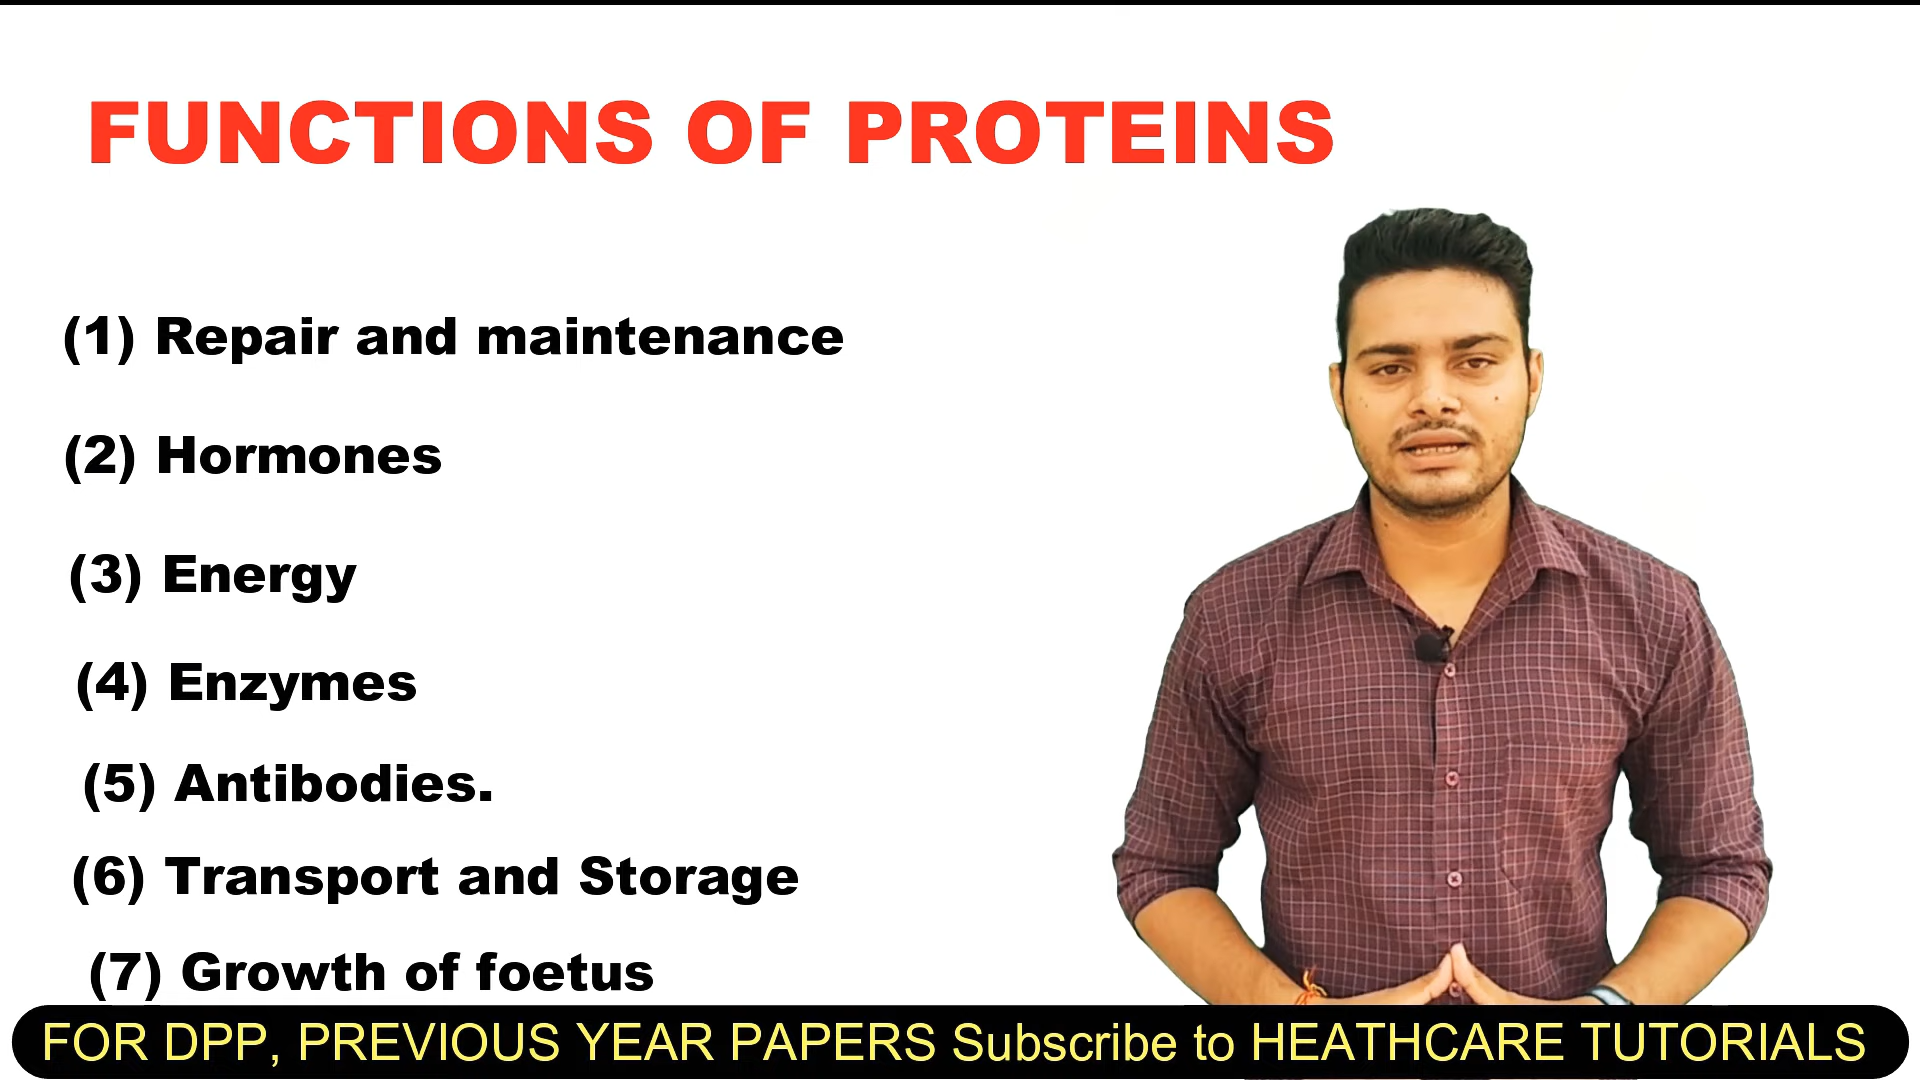 FUNCTIONS OF PROTEINS
(1) Repair and maintenance
(2) Hormones
(3) Energy
(4) Enzymes
(5) Antibodies.
(6) Transport and Storage
(7) Growth of foetus
FOR DPP, PREVIOUS YEAR PAPERS Subscribe to HEATHCARE TUTORIALS